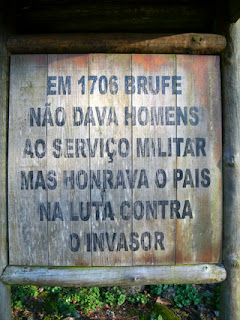 EM 1706 BRUFE
NÃO DAVA HOMENS
AO SERVIÇO MILITAR
MAS HONRAVA O PAIS
NA LUTA CONTRA
O INVASOR